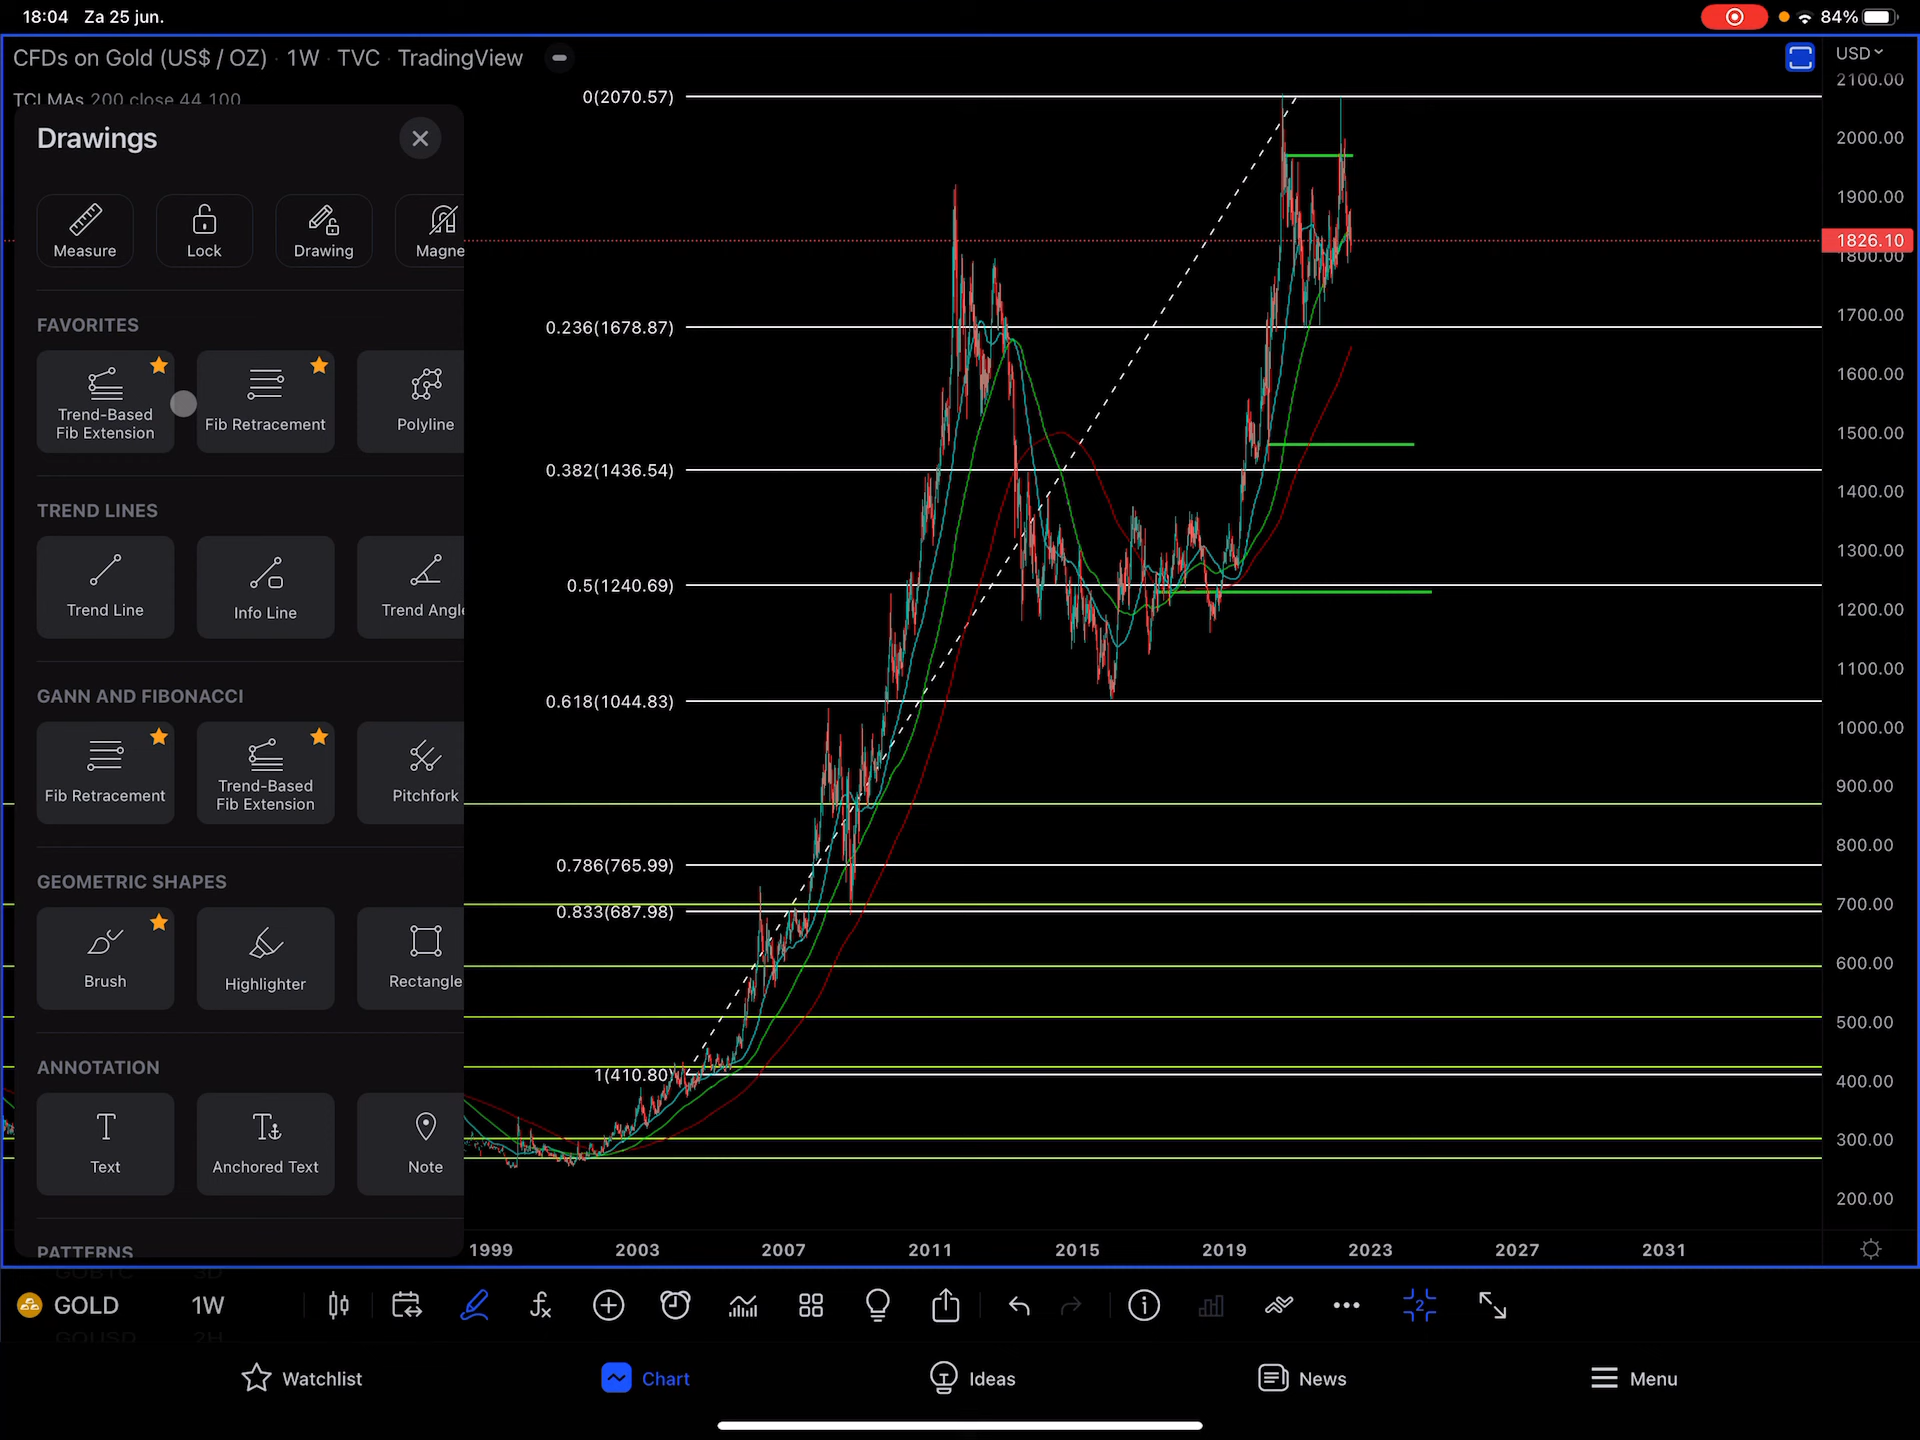 18:04 Za 25 jun.
84%
CFDs on Gold (US$ / OZ) · 1W · TVC · TradingView
USD
TCI MAs 200 close 44 100
Drawings
Measure
Lock
Drawing
Magne
FAVORITES
Trend-Based
Fib Extension
Fib Retracement
Polyline
TREND LINES
Trend Line
Info Line
Trend Angle
GANN AND FIBONACCI
Fib Retracement
Trend-Based
Fib Extension
Pitchfork
GEOMETRIC SHAPES
Brush
Highlighter
Rectangle
ANNOTATION
Text
Anchored Text
Note
PATTERNS
0(2070.57)
0.236(1678.87)
0.382(1436.54)
0.5(1240.69)
0.618(1044.83)
0.786(765.99)
0.833(687.98)
1(410.80)
2100.00
2000.00
1900.00
1826.10
1800.00
1700.00
1600.00
1500.00
1400.00
1300.00
1200.00
1100.00
1000.00
900.00
800.00
700.00
600.00
500.00
400.00
300.00
200.00
1999 2003 2007 2011 2015 2019 2023 2027 2031
GOBTC 3D
GOLD 1W
GOUSD 2H
2
Watchlist
Chart
Ideas
News
Menu